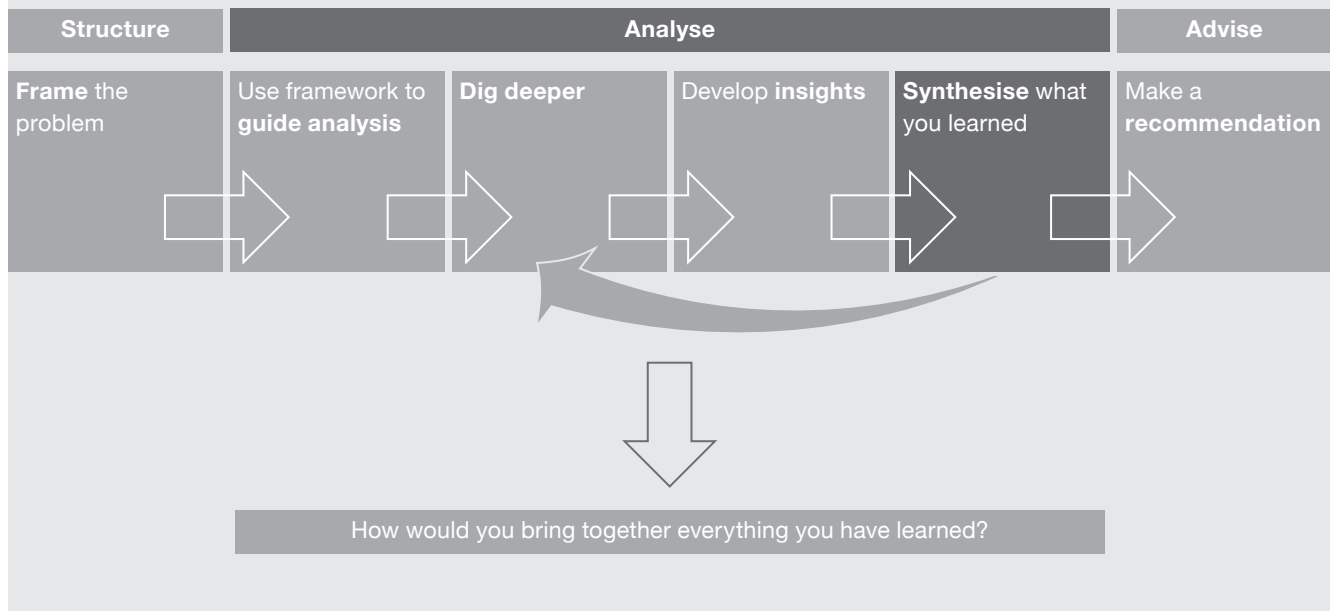 Structure
Analyse
Advise
Frame the
problem
Use framework to
guide analysis
Dig deeper
Develop insights
Synthesise what
you learned
Make a
recommendation
How would you bring together everything you have learned?